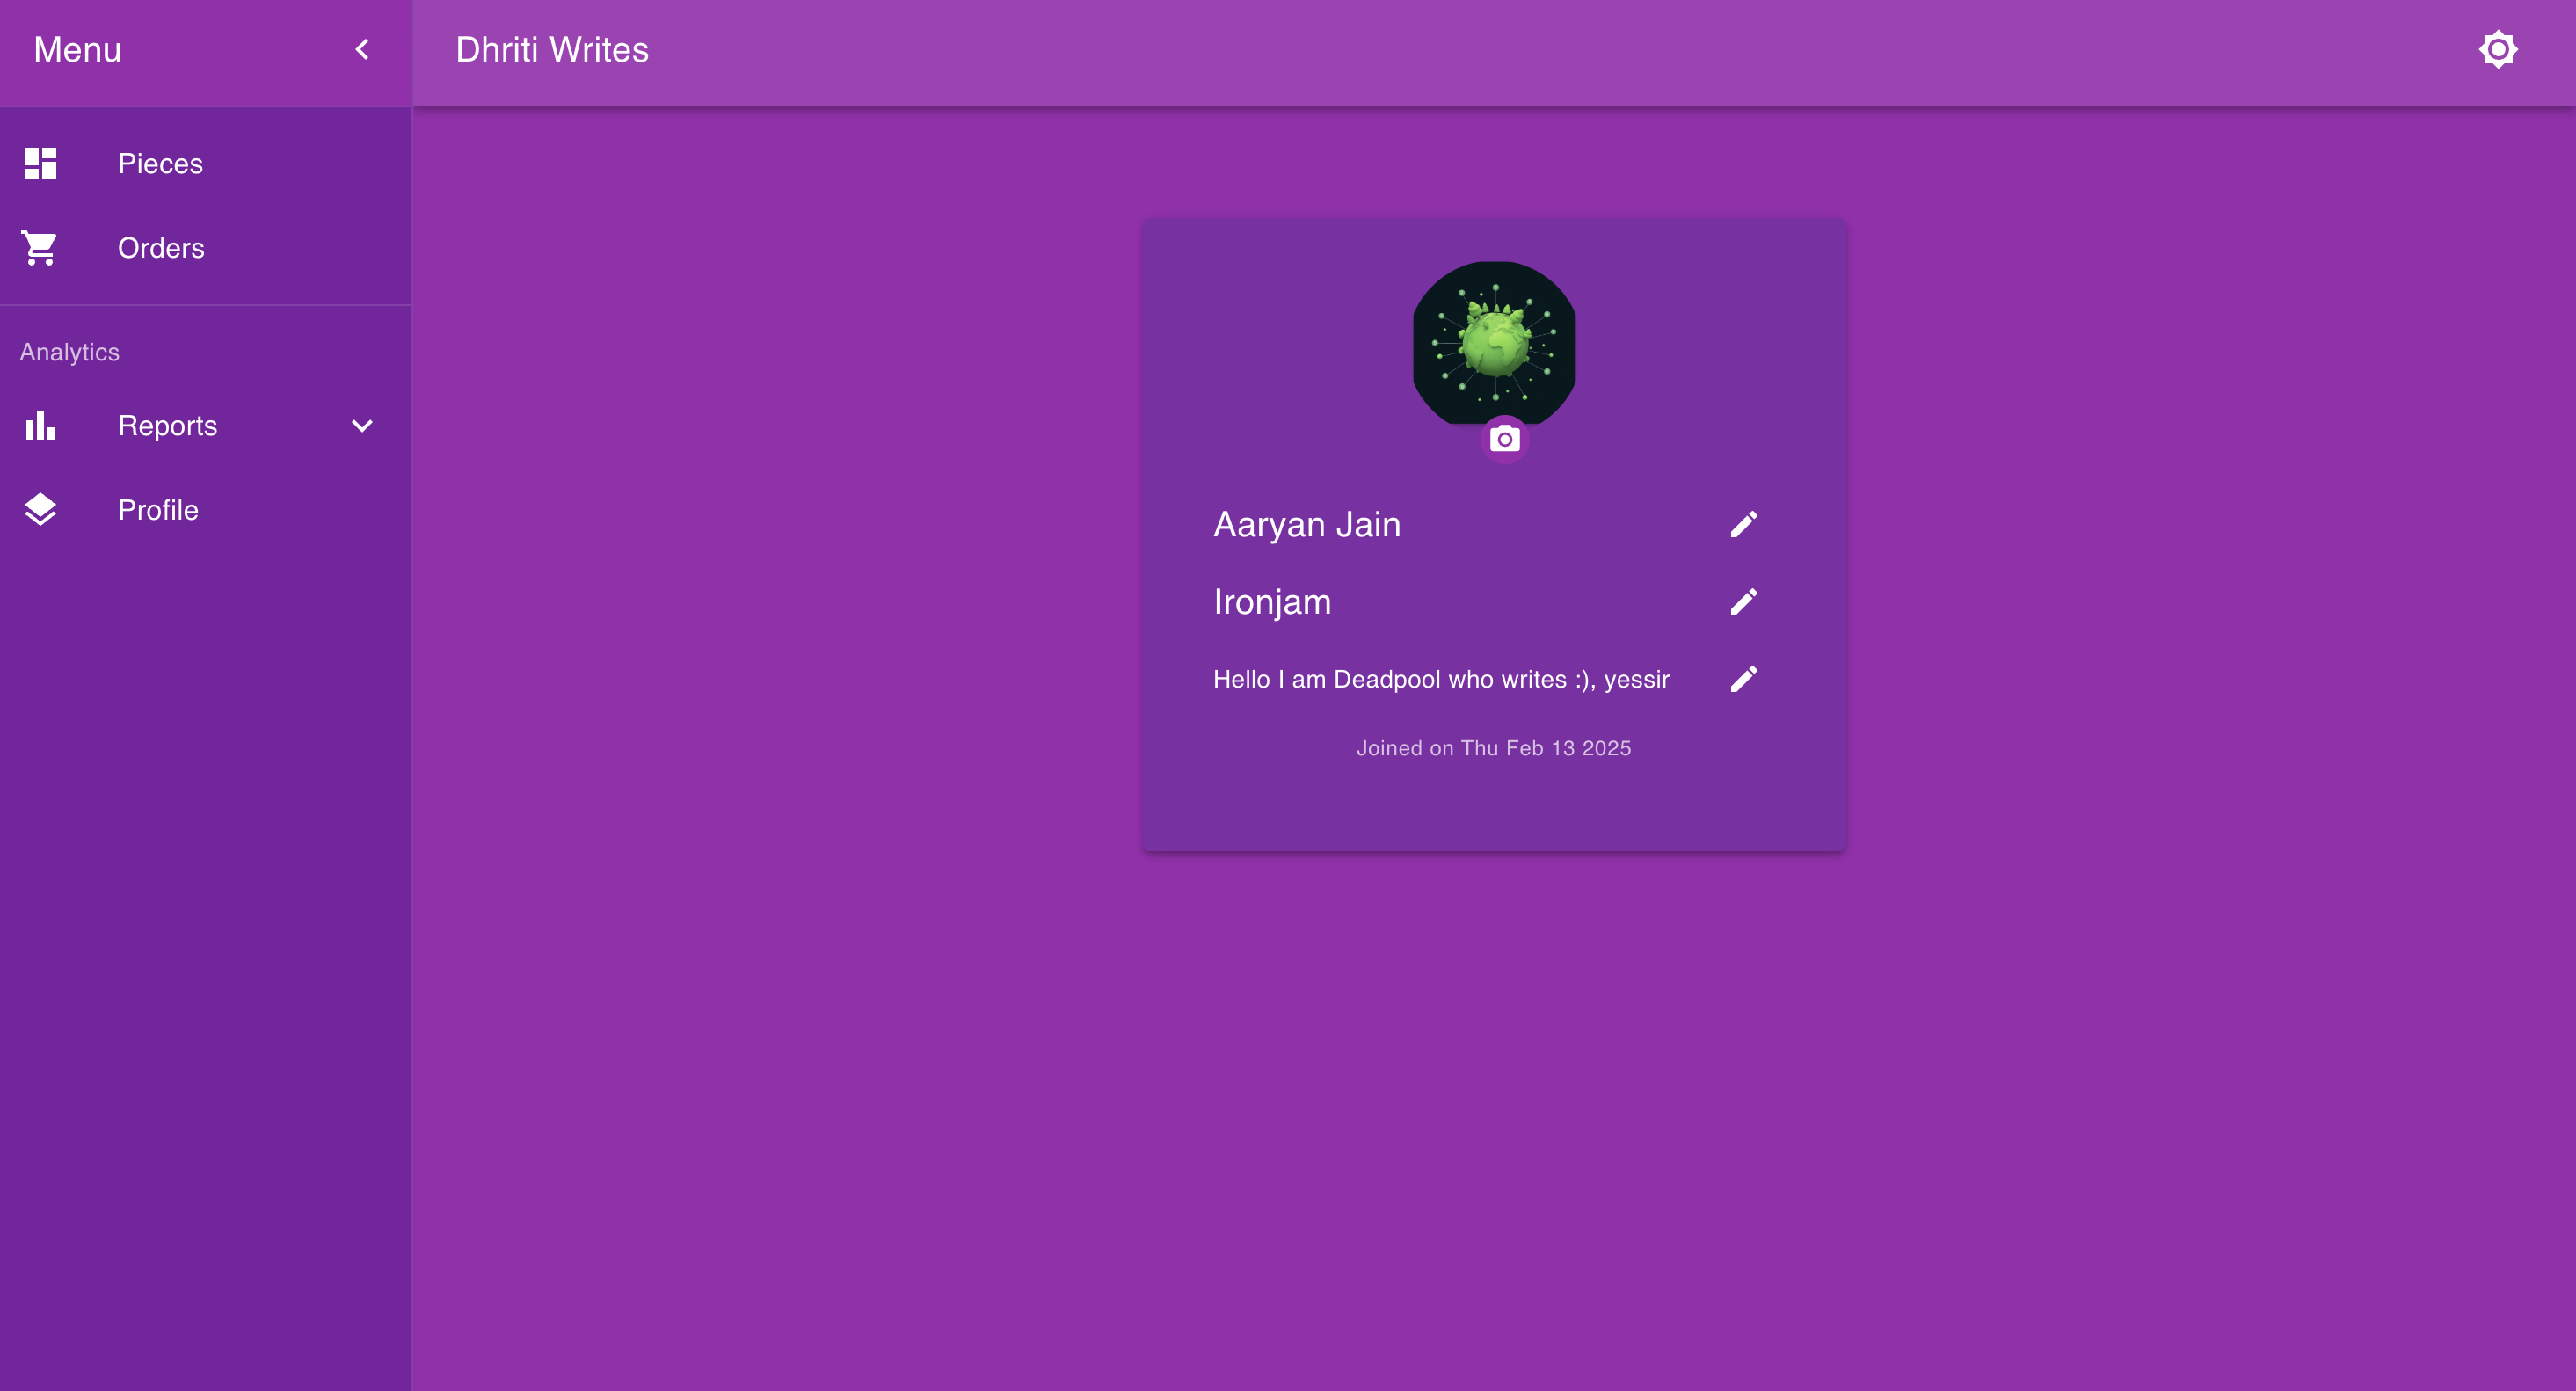 Menu
Dhriti Writes
Pieces
Orders
Analytics
Reports
Profile
Aaryan Jain
Ironjam
Hello I am Deadpool who writes :), yessir
Joined on Thu Feb 13 2025